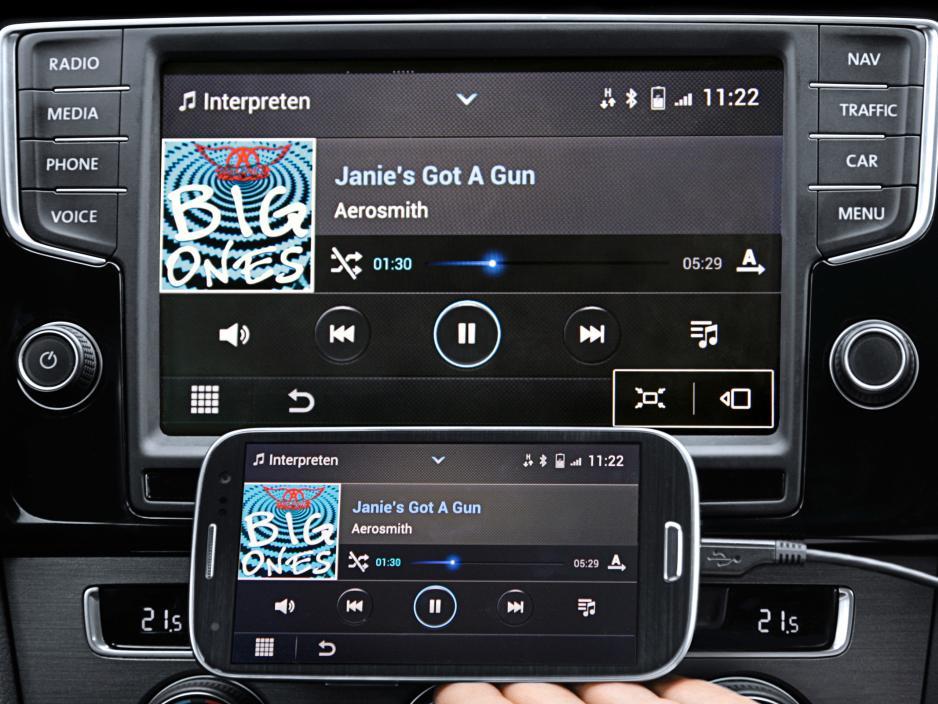 RADIO
MEDIA
PHONE
VOICE
NAV
TRAFFIC
CAR
MENU
Interpreten
H
11:22
BIG
ONES
Janie's Got A Gun
Aerosmith
01:30
05:29
A
Interpreten
H
11:22
BIG
ONES
Janie's Got A Gun
Aerosmith
01:30
05:29
A
21,5
21,5